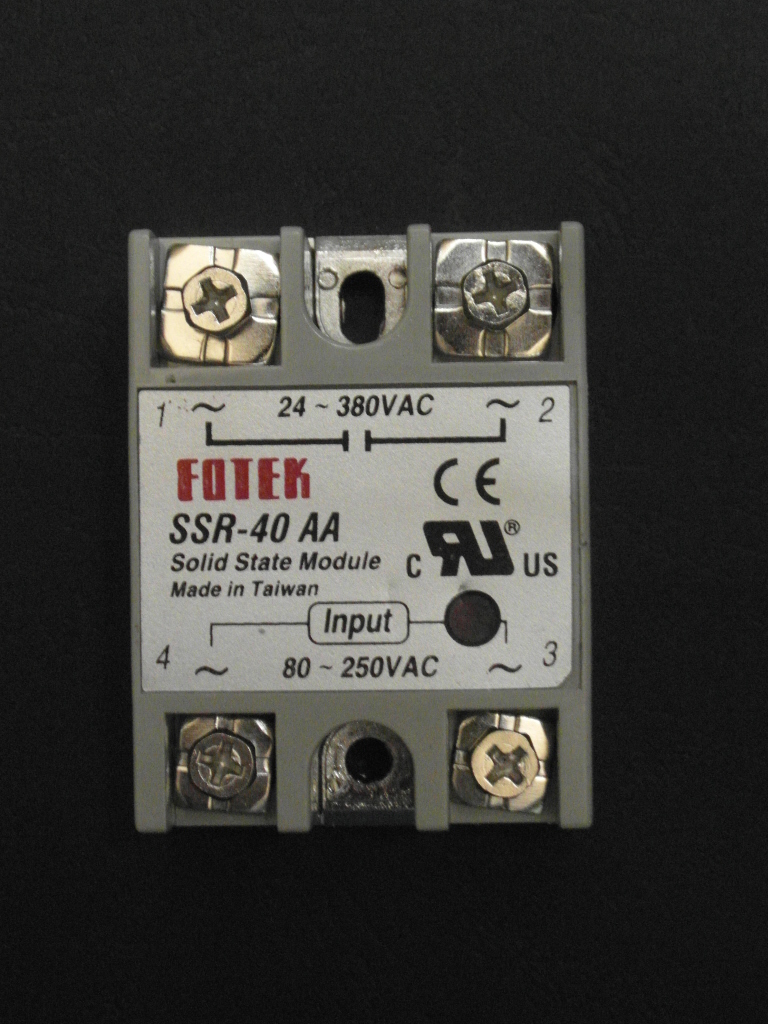 1 ~ 24 ~ 380VAC ~ 2
FOTEK CE
SSR-40 AA
Solid State Module C RU® US
Made in Taiwan
Input
4 ~ 80 ~ 250VAC ~ 3